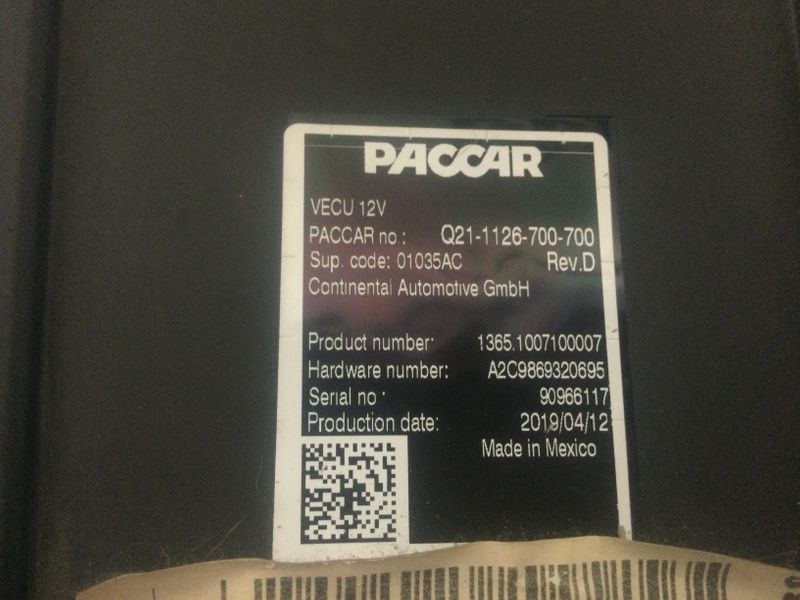 PACCAR
VECU 12V
PACCAR no : Q21-1126-700-700
Sup. code: 01035AC Rev.D
Continental Automotive GmbH
Product number: 1365.1007100007
Hardware number: A2C9869320695
Serial no : 90966117
Production date: 2019/04/12
Made in Mexico